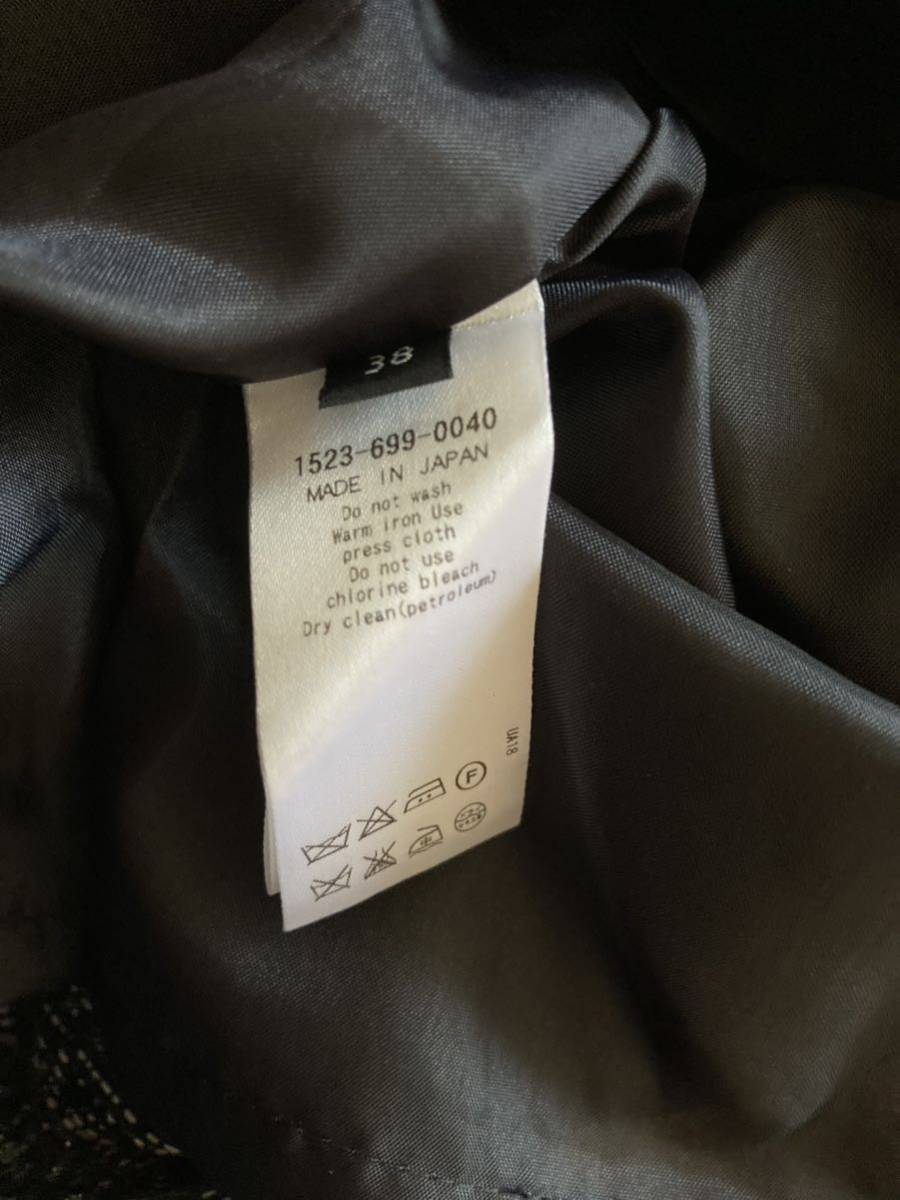 38
1523-699-0040
MADE IN JAPAN
Do not wash
Warm iron Use
press cloth
Do not use
chlorine bleach
Dry clean(petroleum)
UA18
F
中